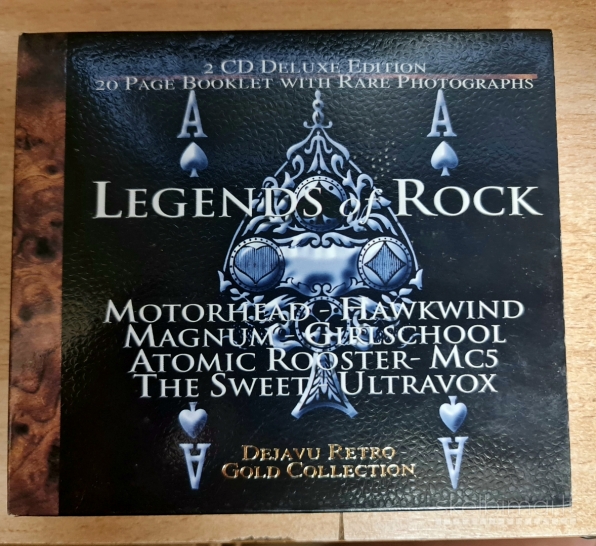 2 CD Deluxe Edition
20 Page Booklet with Rare Photographs
A A
Legends of Rock
Motorhead - Hawkwind
Magnum - Girlschool
Atomic Rooster- Mc5
The Sweet Ultravox
A A
Dejavu Retro
Gold Collection